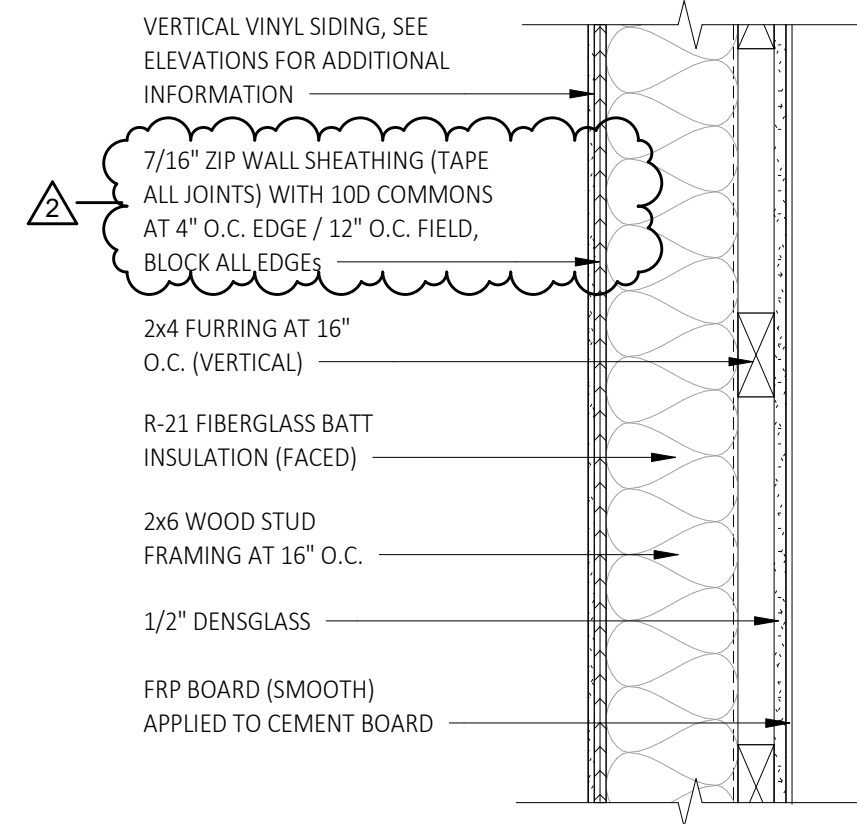 VERTICAL VINYL SIDING, SEE
ELEVATIONS FOR ADDITIONAL
INFORMATION
7/16" ZIP WALL SHEATHING (TAPE
ALL JOINTS) WITH 10D COMMONS
AT 4" O.C. EDGE / 12" O.C. FIELD,
BLOCK ALL EDGEs
2
2x4 FURRING AT 16"
O.C. (VERTICAL)
R-21 FIBERGLASS BATT
INSULATION (FACED)
2x6 WOOD STUD
FRAMING AT 16" O.C.
1/2" DENSGLASS
FRP BOARD (SMOOTH)
APPLIED TO CEMENT BOARD